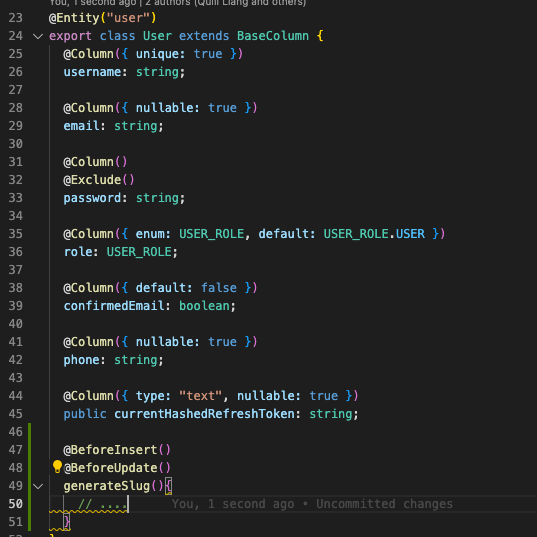 You, 1 second ago | 2 authors (Quill Liang and others)
23 @Entity("user")
24 export class User extends BaseColumn {
25 @Column({ unique: true })
26 username: string;
27
28 @Column({ nullable: true })
29 email: string;
30
31 @Column()
32 @Exclude()
33 password: string;
34
35 @Column({ enum: USER_ROLE, default: USER_ROLE.USER })
36 role: USER_ROLE;
37
38 @Column({ default: false })
39 confirmedEmail: boolean;
40
41 @Column({ nullable: true })
42 phone: string;
43
44 @Column({ type: "text", nullable: true })
45 public currentHashedRefreshToken: string;
46
47 @BeforeInsert()
48 @BeforeUpdate()
49 generateSlug(){
50 // .... You, 1 second ago • Uncommitted changes
51 }